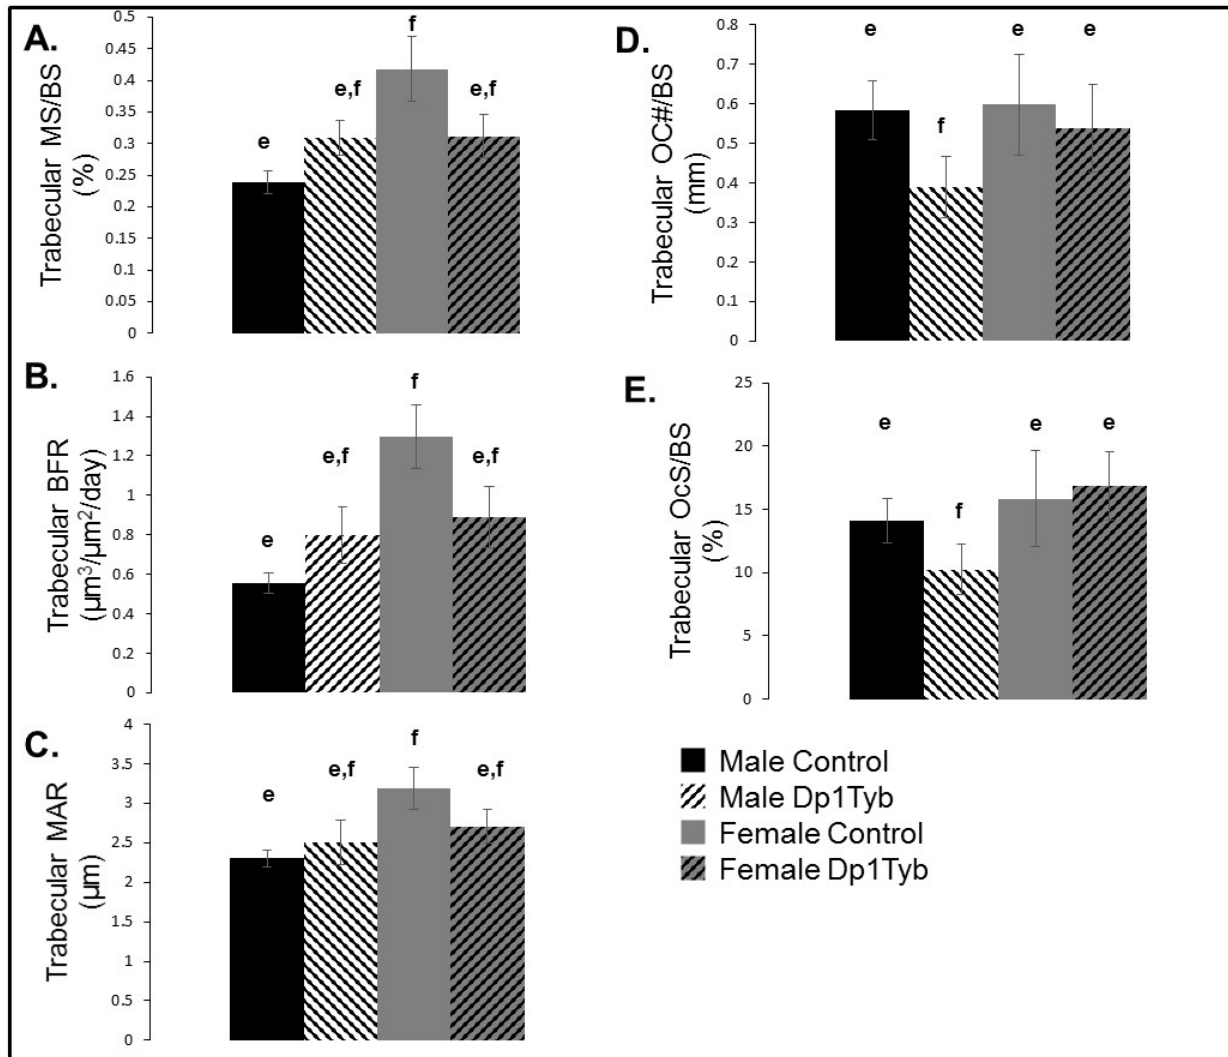 A.
Trabecular MS/BS
(%)
0.5
0.45
0.4
0.35
0.3
0.25
0.2
0.15
0.1
0.05
0
e
e,f
f
e,f
B.
Trabecular BFR
(µm³/µm²/day)
1.6
1.4
1.2
1
0.8
0.6
0.4
0.2
0
e
e,f
f
e,f
C.
Trabecular MAR
(µm)
4
3.5
3
2.5
2
1.5
1
0.5
0
e
e,f
f
e,f
D.
Trabecular OC#/BS
(mm)
0.8
0.7
0.6
0.5
0.4
0.3
0.2
0.1
0
e
f
e
e
E.
Trabecular OcS/BS
(%)
25
20
15
10
5
0
e
f
e
e
Male Control
Male Dp1Tyb
Female Control
Female Dp1Tyb